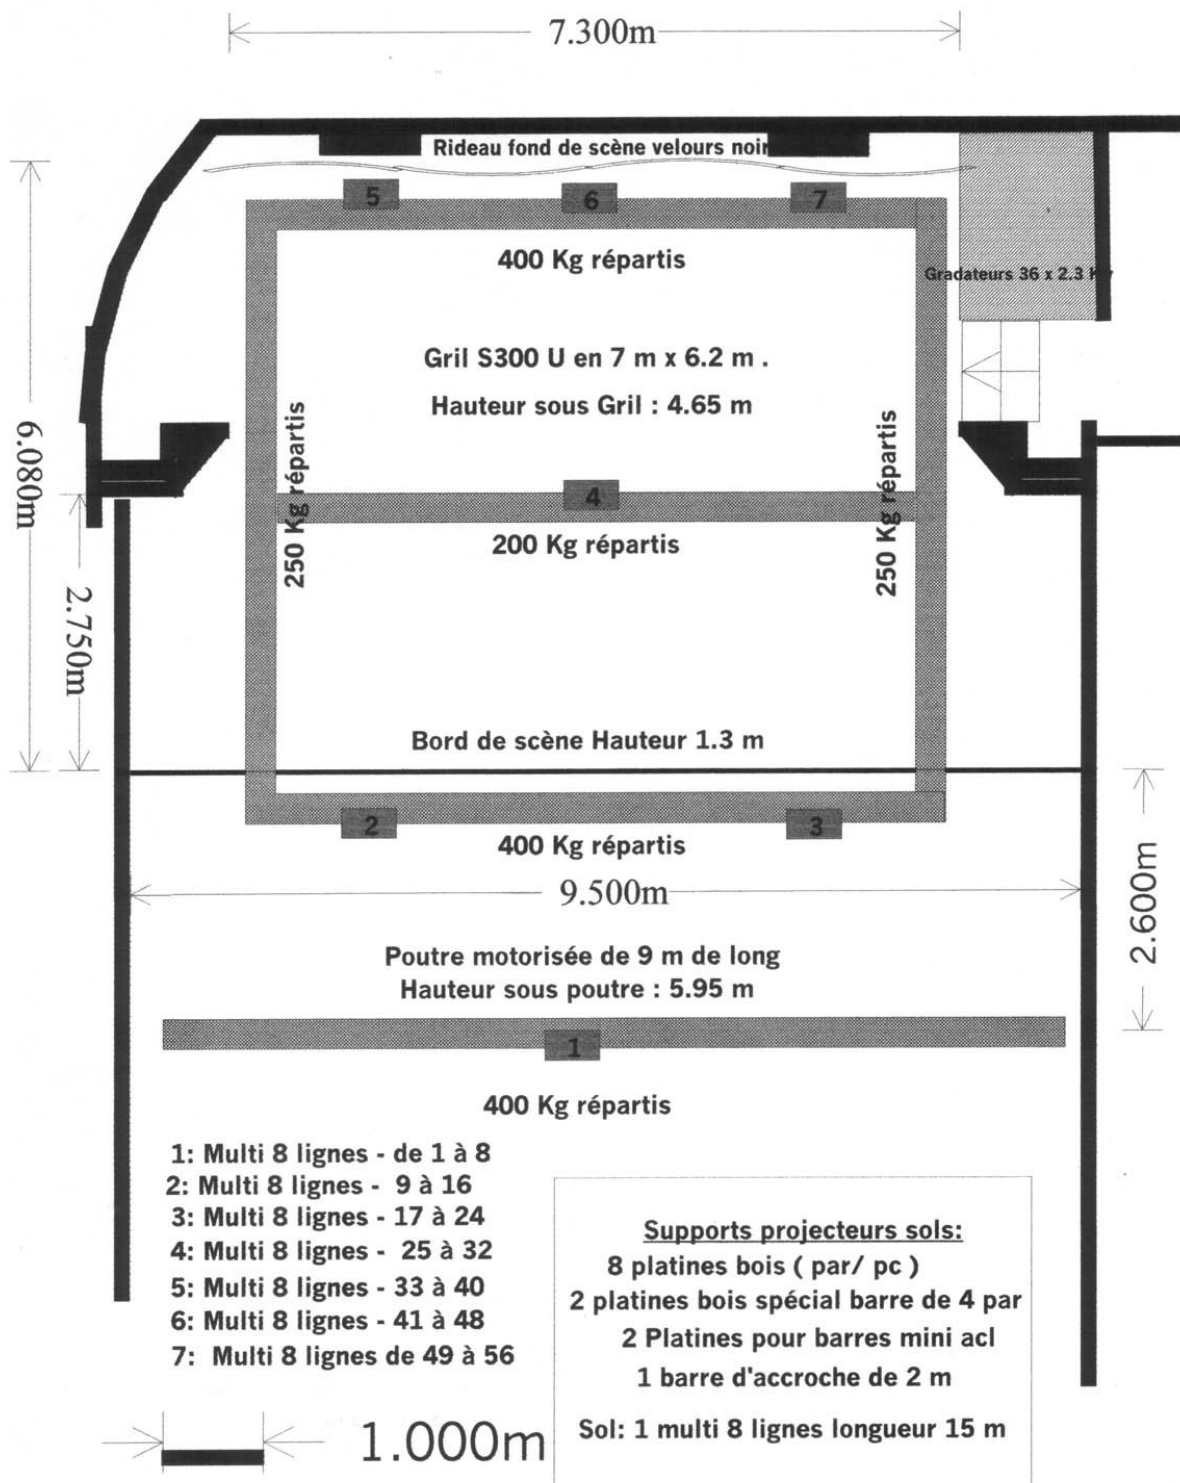 7.300m
Rideau fond de scène velours noir
5
6
7
400 Kg répartis
Gradateurs 36 x 2.3 K
Gril S300 U en 7 m x 6.2 m .
Hauteur sous Gril : 4.65 m
6.080m
250 Kg répartis
250 Kg répartis
4
200 Kg répartis
2.750m
Bord de scène Hauteur 1.3 m
2
3
400 Kg répartis
9.500m
2.600m
Poutre motorisée de 9 m de long
Hauteur sous poutre : 5.95 m
1
400 Kg répartis
1: Multi 8 lignes - de 1 à 8
2: Multi 8 lignes - 9 à 16
3: Multi 8 lignes - 17 à 24
4: Multi 8 lignes - 25 à 32
5: Multi 8 lignes - 33 à 40
6: Multi 8 lignes - 41 à 48
7: Multi 8 lignes de 49 à 56
Supports projecteurs sols:
8 platines bois ( par/ pc )
2 platines bois spécial barre de 4 par
2 Platines pour barres mini acl
1 barre d'accroche de 2 m
Sol: 1 multi 8 lignes longueur 15 m
1.000m